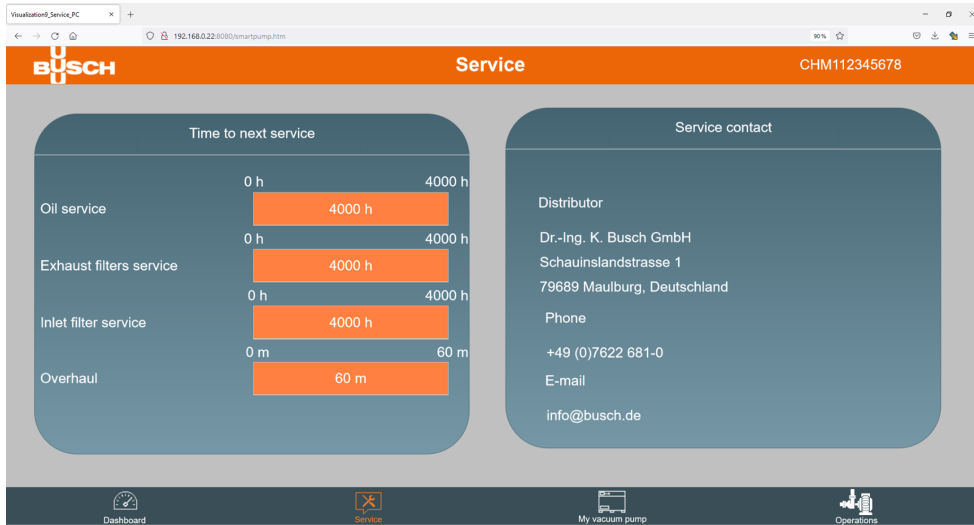 Visualization9_Service_PC
192.168.0.22:8080/smartpump.htm
90%
BUSCH
Service
CHM112345678
Time to next service
0 h 4000 h
Oil service 4000 h
0 h 4000 h
Exhaust filters service 4000 h
0 h 4000 h
Inlet filter service 4000 h
0 m 60 m
Overhaul 60 m
Service contact
Distributor
Dr.-Ing. K. Busch GmbH
Schauinslandstrasse 1
79689 Maulburg, Deutschland
Phone
+49 (0)7622 681-0
E-mail
info@busch.de
Dashboard
Service
My vacuum pump
Operations